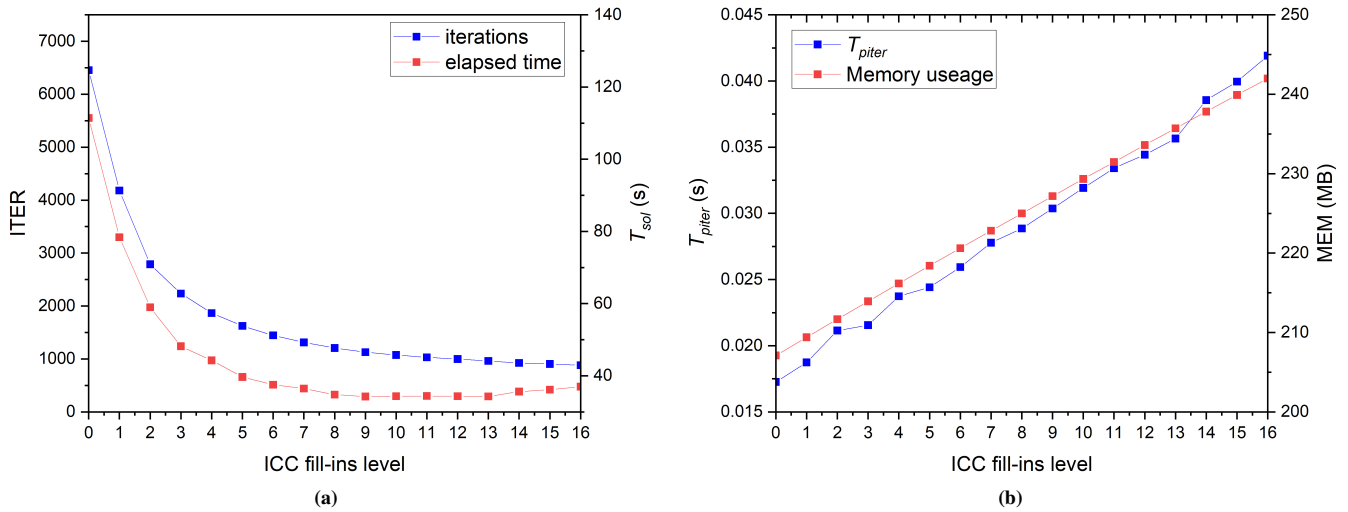 7000
6000
5000
4000
3000
2000
1000
0
ITER
140
120
100
80
60
40
T_sol (s)
iterations
elapsed time
0 1 2 3 4 5 6 7 8 9 10 11 12 13 14 15 16
ICC fill-ins level
(a)
0.045
0.040
0.035
0.030
0.025
0.020
0.015
T_piter (s)
250
240
230
220
210
200
MEM (MB)
T_piter
Memory useage
0 1 2 3 4 5 6 7 8 9 10 11 12 13 14 15 16
ICC fill-ins level
(b)